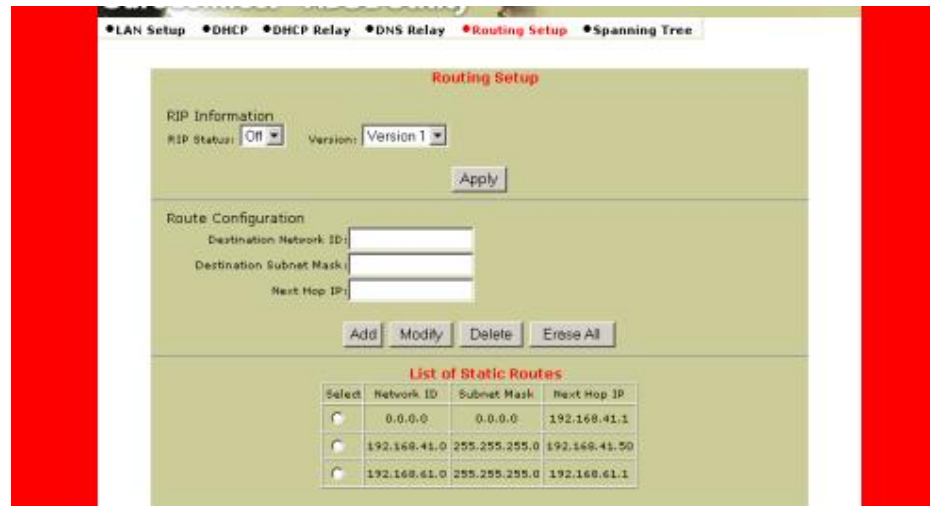 ●LAN Setup ●DHCP ●DHCP Relay ●DNS Relay ●Routing Setup ●Spanning Tree
Routing Setup
RIP Information
RIP Status: Off Version: Version 1
Apply
Route Configuration
Destination Network ID:
Destination Subnet Mask:
Next Hop IP:
Add Modify Delete Erase All
List of Static Routes
Select Network ID Subnet Mask Next Hop IP
0.0.0.0 0.0.0.0 192.168.41.1
192.168.41.0 255.255.255.0 192.168.41.50
192.168.61.0 255.255.255.0 192.168.61.1